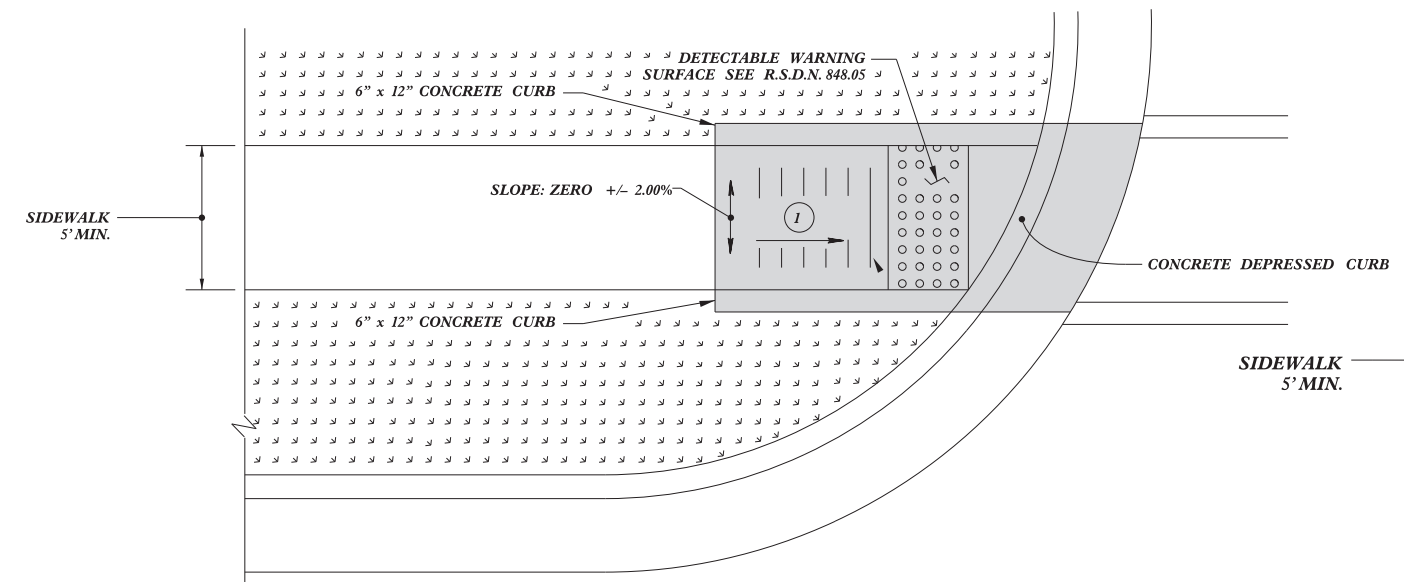 DETECTABLE WARNING
SURFACE SEE R.S.D.N. 848.05
6” x 12” CONCRETE CURB
SLOPE: ZERO +/– 2.00%
SIDEWALK
5’ MIN.
1
CONCRETE DEPRESSED CURB
6” x 12” CONCRETE CURB
SIDEWALK
5’ MIN.